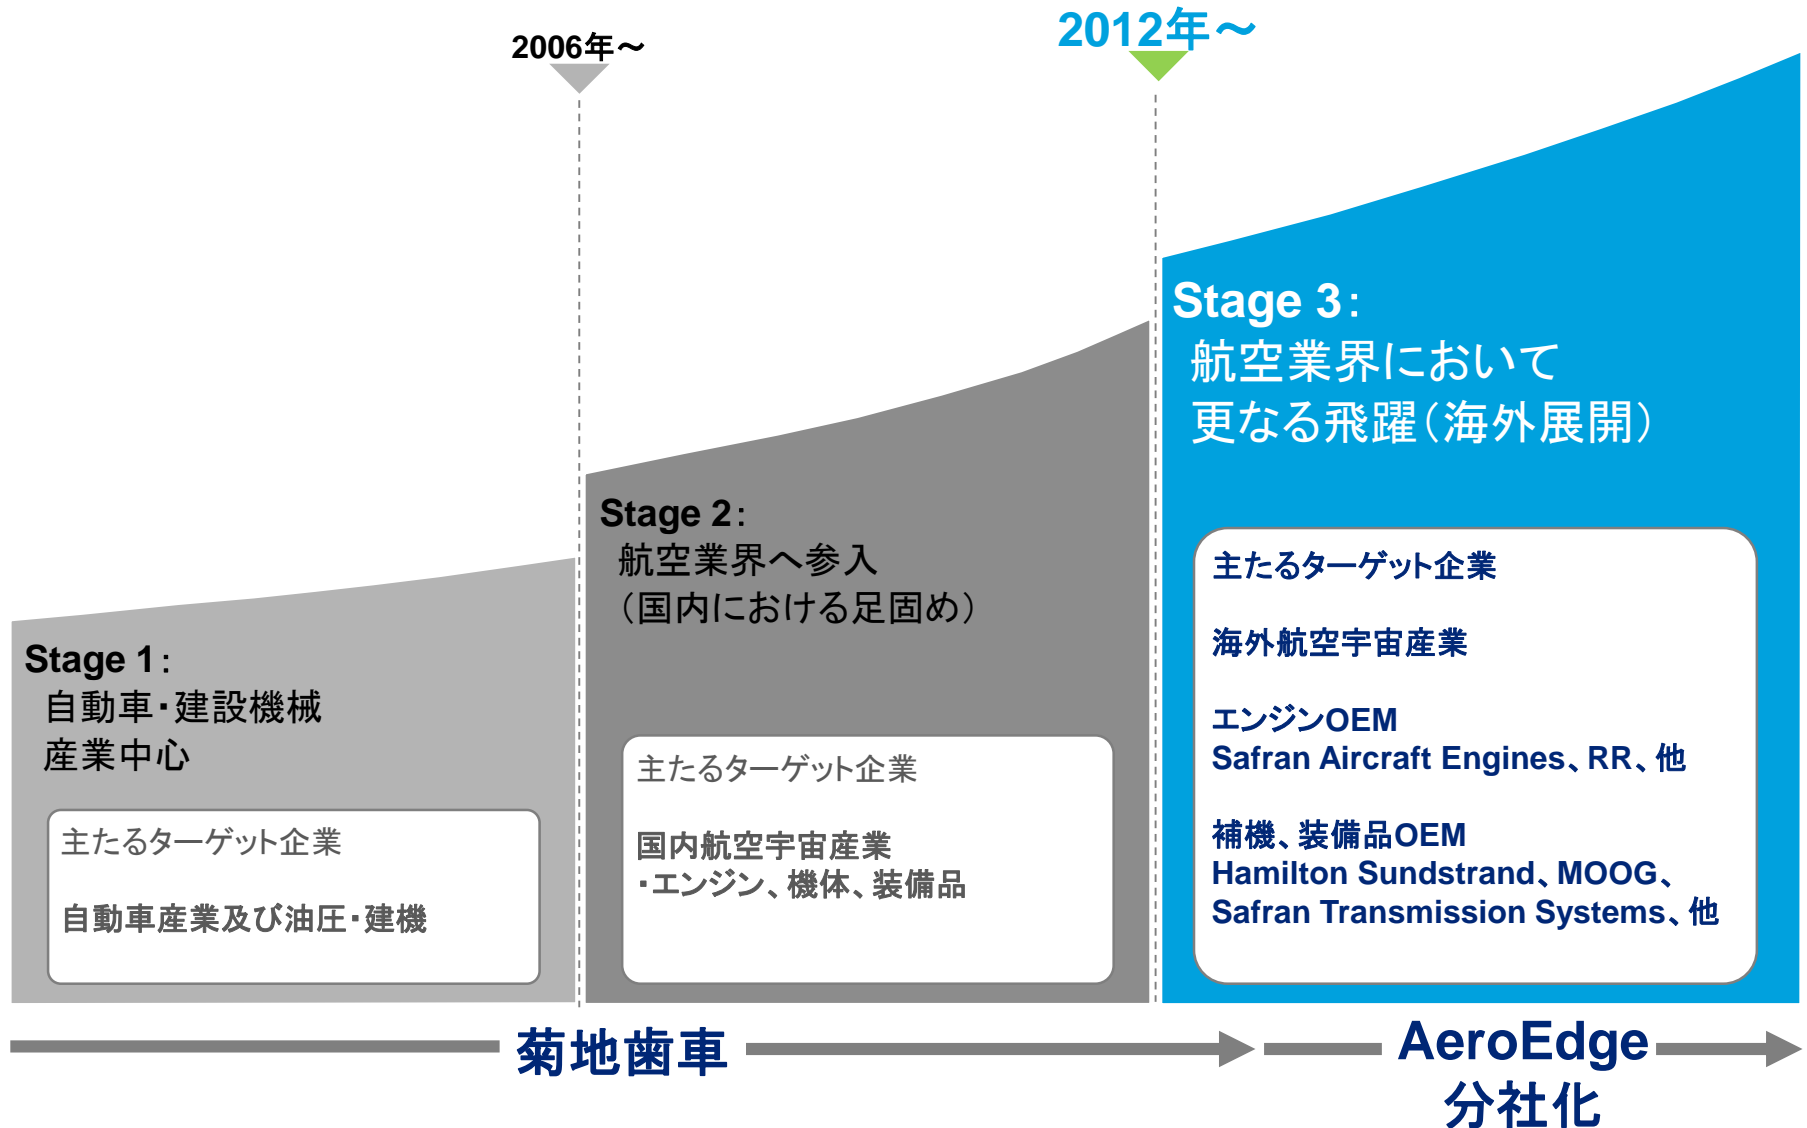 2006年～
2012年～
Stage 1：
自動車・建設機械
産業中心
主たるターゲット企業
自動車産業及び油圧・建機
Stage 2：
航空業界へ参入
（国内における足固め）
主たるターゲット企業
国内航空宇宙産業
・エンジン、機体、装備品
Stage 3：
航空業界において
更なる飛躍（海外展開）
主たるターゲット企業
海外航空宇宙産業
エンジンOEM
Safran Aircraft Engines、RR、他
補機、装備品OEM
Hamilton Sundstrand、MOOG、
Safran Transmission Systems、他
菊地歯車
AeroEdge
分社化